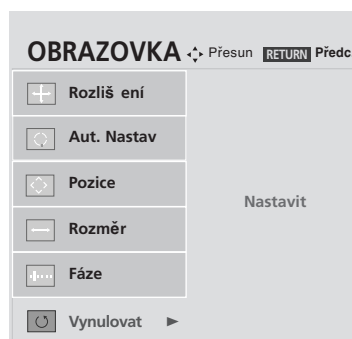 OBRAZOVKA Přesun RETURN Předc
Rozliš ení
Aut. Nastav
Pozice
Nastavit
Rozměr
Fáze
Vynulovat